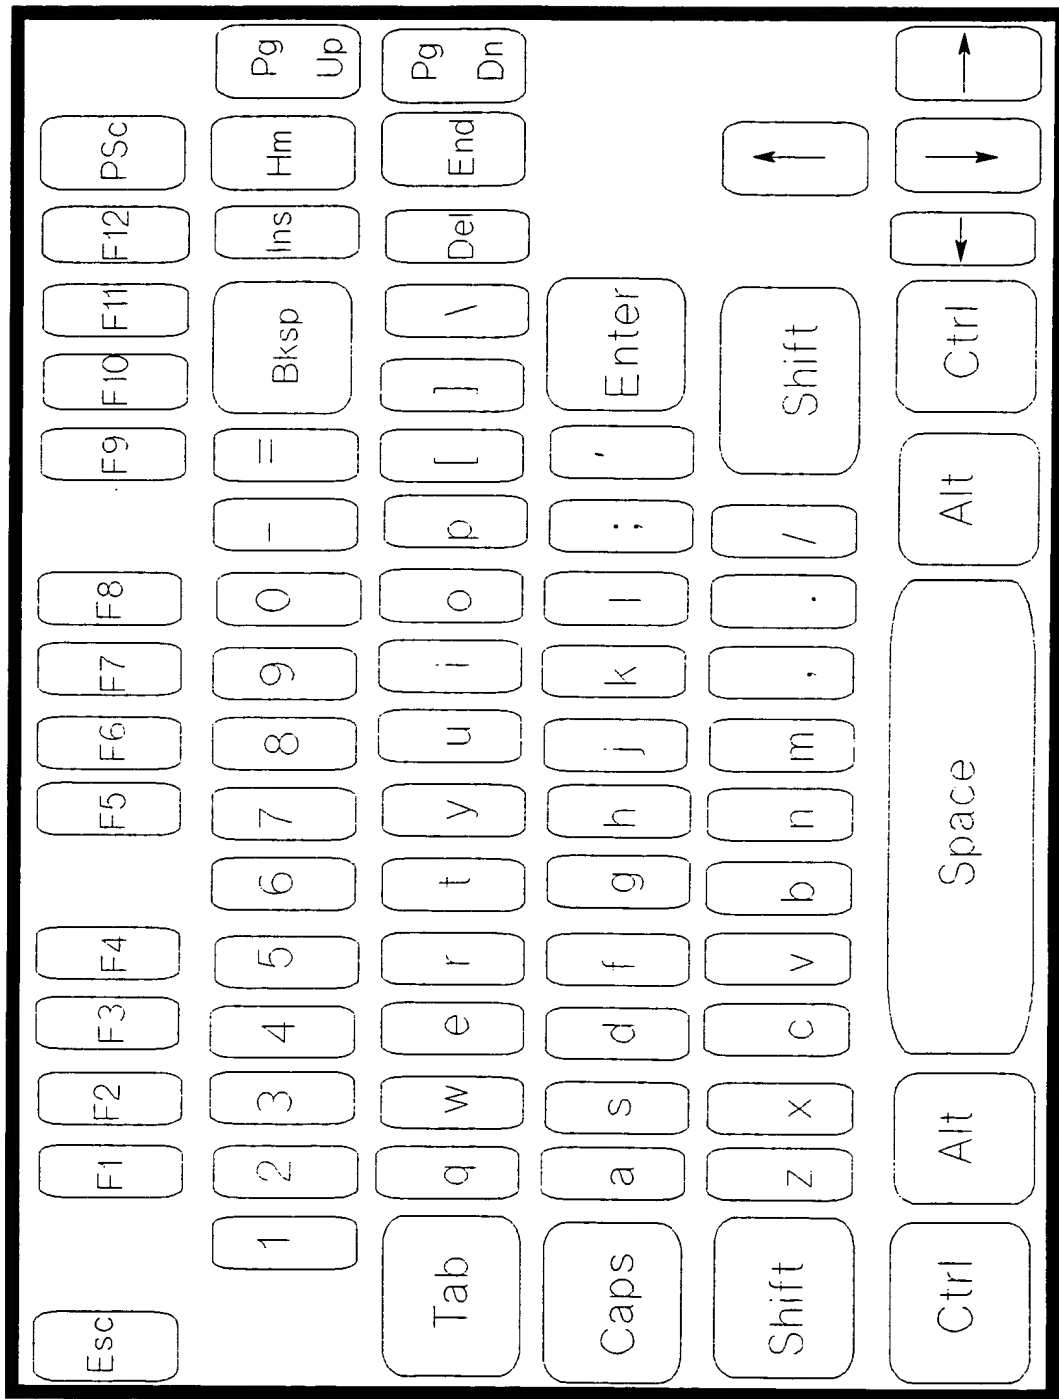 Esc F1 F2 F3 F4 F5 F6 F7 F8 F9 F10 F11 F12 PSc
1 2 3 4 5 6 7 8 9 0 - = Bksp Ins Hm Pg Up
Tab q w e r t y u i o p [ ] \ Del End Pg Dn
Caps a s d f g h j k l ; ' Enter
Shift z x c v b n m , . / Shift ↑
Ctrl Alt Space Alt Ctrl ← ↓ →